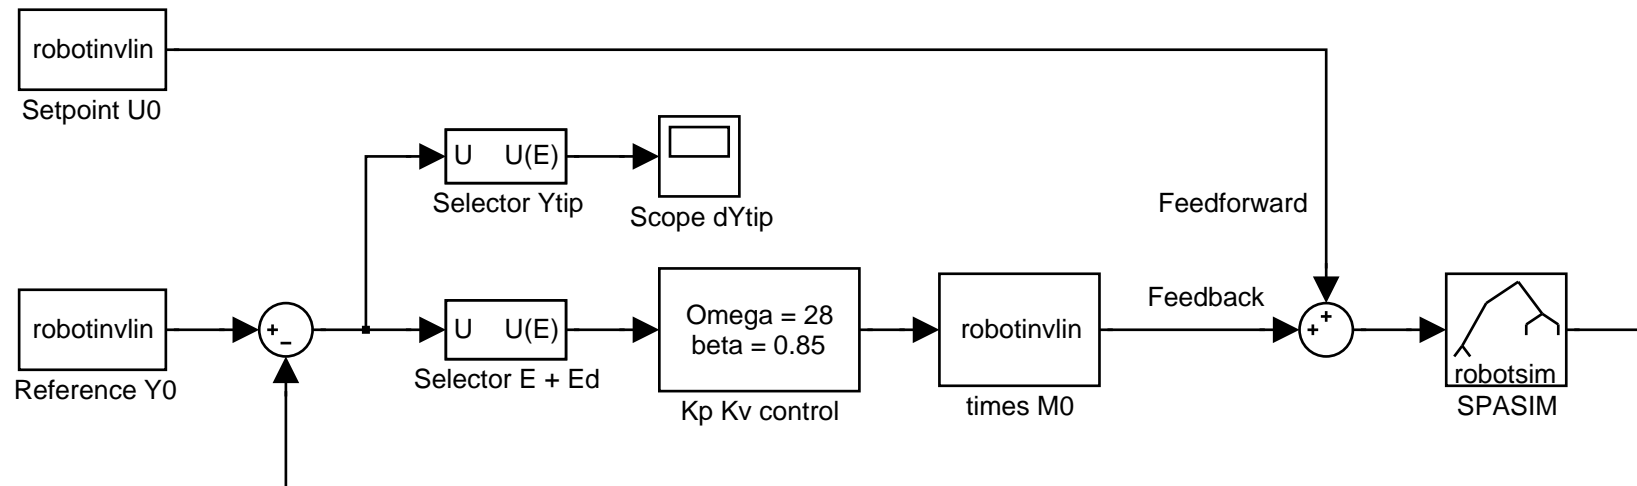 robotinvlin
Setpoint U0
U U(E)
Selector Ytip
Scope dYtip
Feedforward
robotinvlin
Reference Y0
+
−
U U(E)
Selector E + Ed
Omega = 28
beta = 0.85
Kp Kv control
robotinvlin
times M0
Feedback
+
+
robotsim
SPASIM